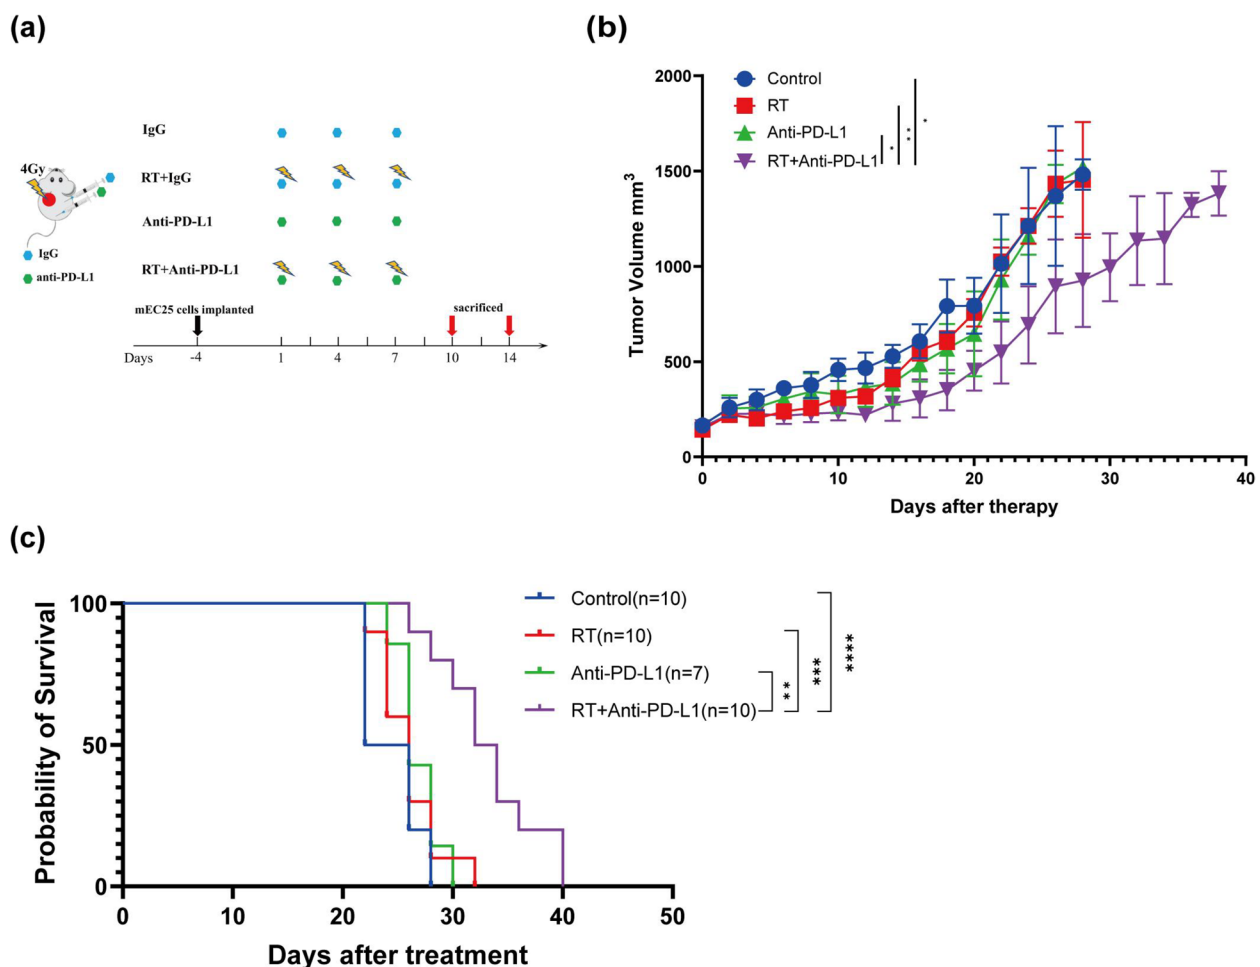 (a)
IgG
4Gy
RT+IgG
Anti-PD-L1
IgG
anti-PD-L1
RT+Anti-PD-L1
mEC25 cells implanted
sacrificed
Days -4 1 4 7 10 14
(b)
2000
1500
1000
500
0
Tumor Volume mm³
Control
RT
Anti-PD-L1
RT+Anti-PD-L1
*
**
*
0 10 20 30 40
Days after therapy
(c)
100
50
0
Probability of Survival
Control(n=10)
RT(n=10)
Anti-PD-L1(n=7)
RT+Anti-PD-L1(n=10)
**
***
****
0 10 20 30 40 50
Days after treatment